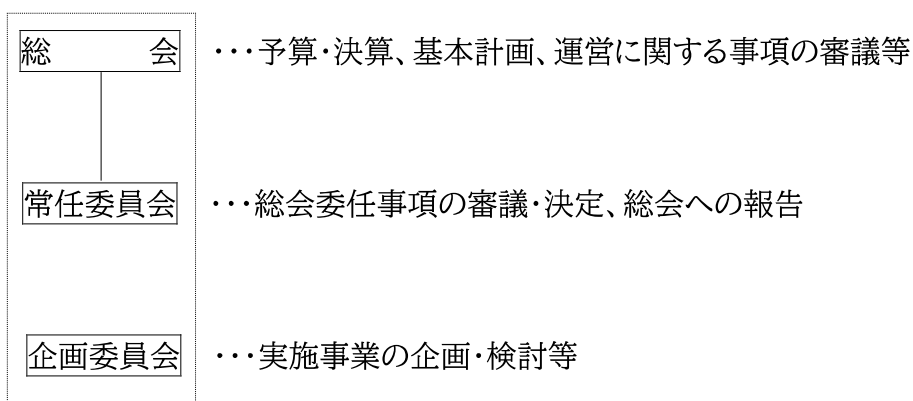 総　　　会 ・・・予算・決算、基本計画、運営に関する事項の審議等
常任委員会 ・・・総会委任事項の審議・決定、総会への報告
企画委員会 ・・・実施事業の企画・検討等